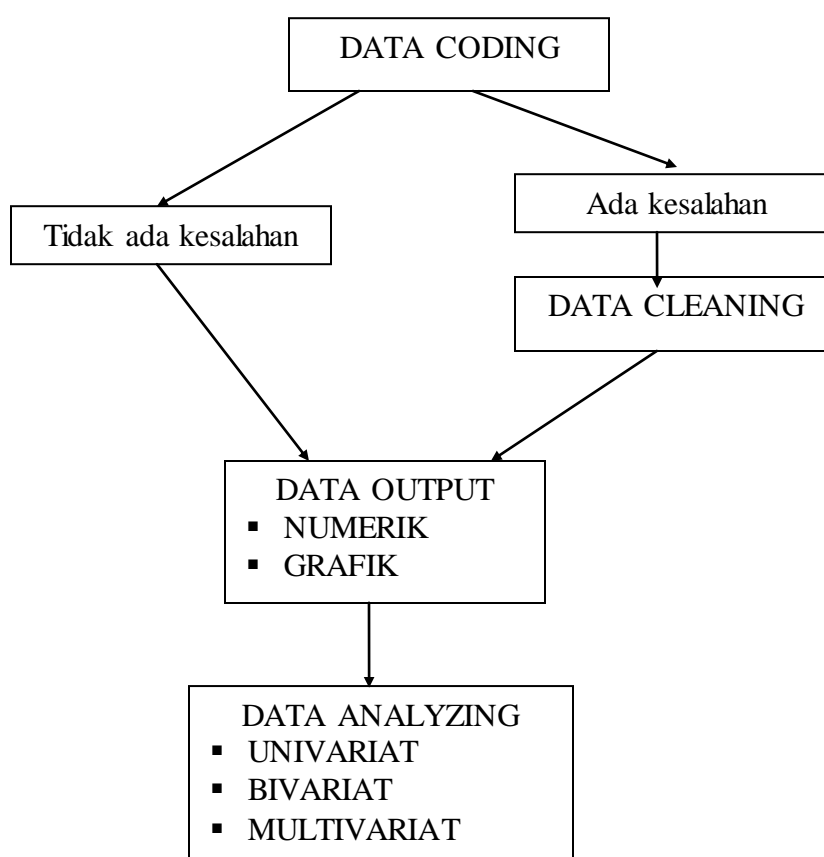 DATA CODING
Tidak ada kesalahan
Ada kesalahan
DATA CLEANING
DATA OUTPUT
▪ NUMERIK
▪ GRAFIK
DATA ANALYZING
▪ UNIVARIAT
▪ BIVARIAT
▪ MULTIVARIAT